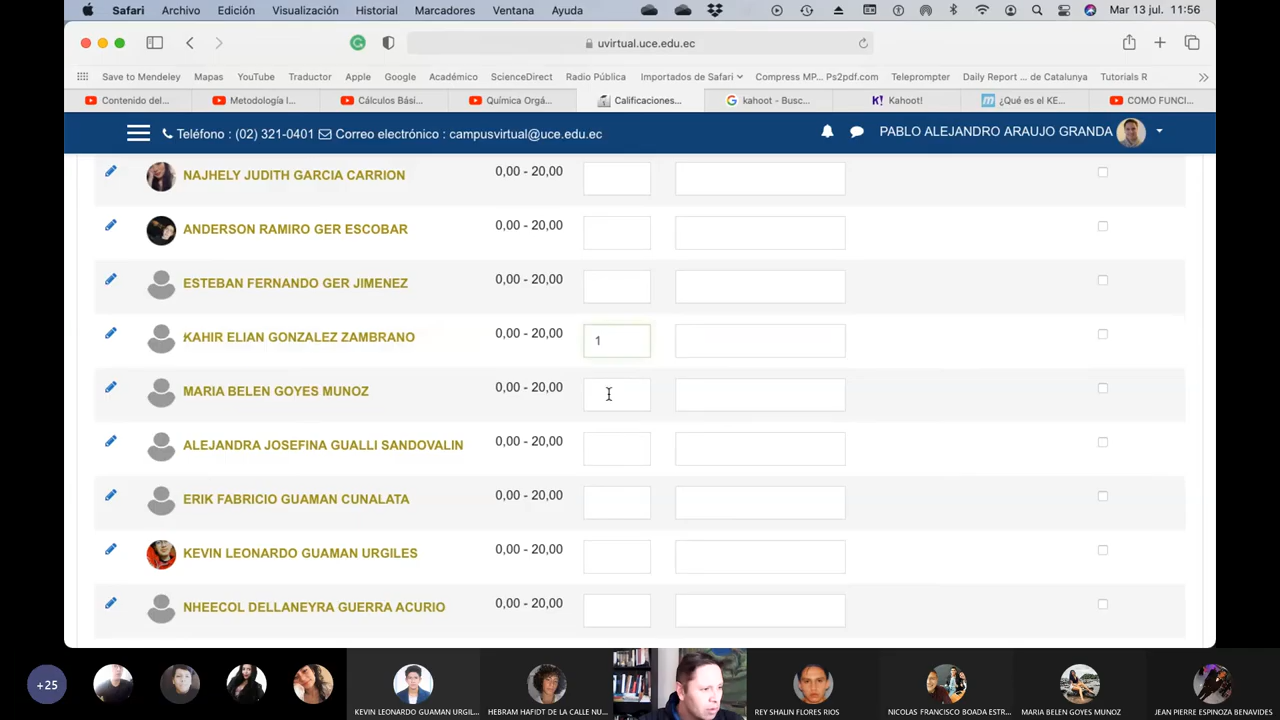 Safari Archivo Edición Visualización Historial Marcadores Ventana Ayuda Mar 13 jul. 11:56
uvirtual.uce.edu.ec
Save to Mendeley Mapas YouTube Traductor Apple Google Académico ScienceDirect Radio Pública Importados de Safari Compress MP... Ps2pdf.com Teleprompter Daily Report ... de Catalunya Tutorials R
Contenido del... Metodología I... Cálculos Bási... Química Orgá... Calificaciones... kahoot - Busc... Kahoot! ¿Qué es el KE... COMO FUNCI...
Teléfono : (02) 321-0401 Correo electrónico : campusvirtual@uce.edu.ec PABLO ALEJANDRO ARAUJO GRANDA
NAJHELY JUDITH GARCIA CARRION 0,00 - 20,00
ANDERSON RAMIRO GER ESCOBAR 0,00 - 20,00
ESTEBAN FERNANDO GER JIMENEZ 0,00 - 20,00
KAHIR ELIAN GONZALEZ ZAMBRANO 0,00 - 20,00 1
MARIA BELEN GOYES MUNOZ 0,00 - 20,00
ALEJANDRA JOSEFINA GUALLI SANDOVALIN 0,00 - 20,00
ERIK FABRICIO GUAMAN CUNALATA 0,00 - 20,00
KEVIN LEONARDO GUAMAN URGILES 0,00 - 20,00
NHEECOL DELLANEYRA GUERRA ACURIO 0,00 - 20,00
+25 KEVIN LEONARDO GUAMAN URGIL... HEBRAM HAFIDT DE LA CALLE NU... REY SHALIN FLORES RIOS NICOLAS FRANCISCO BOADA ESTR... MARIA BELEN GOYES MUNOZ JEAN PIERRE ESPINOZA BENAVIDES